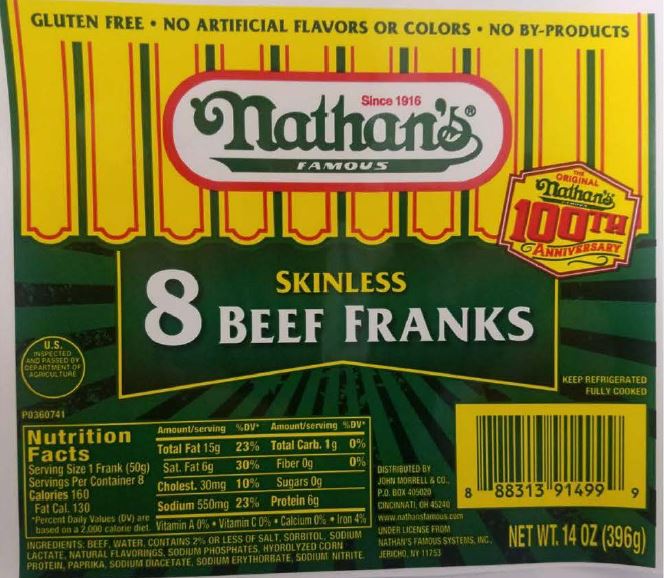 GLUTEN FREE • NO ARTIFICIAL FLAVORS OR COLORS • NO BY-PRODUCTS
Since 1916
Nathan's®
FAMOUS
THE
ORIGINAL
Nathan's
FAMOUS
100TH
ANNIVERSARY
SKINLESS
8 BEEF FRANKS
U.S.
INSPECTED
AND PASSED BY
DEPARTMENT OF
AGRICULTURE
KEEP REFRIGERATED
FULLY COOKED
P0360741
Nutrition
Facts
Serving Size 1 Frank (50g)
Servings Per Container 8
Calories 160
Fat Cal. 130
*Percent Daily Values (DV) are
based on a 2,000 calorie diet.
Amount/serving %DV* Amount/serving %DV*
Total Fat 15g 23% Total Carb. 1g 0%
Sat. Fat 6g 30% Fiber 0g 0%
Cholest. 30mg 10% Sugars 0g
Sodium 550mg 23% Protein 6g
Vitamin A 0% • Vitamin C 0% • Calcium 0% • Iron 4%
INGREDIENTS: BEEF, WATER, CONTAINS 2% OR LESS OF SALT, SORBITOL, SODIUM
LACTATE, NATURAL FLAVORINGS, SODIUM PHOSPHATES, HYDROLYZED CORN
PROTEIN, PAPRIKA, SODIUM DIACETATE, SODIUM ERYTHORBATE, SODIUM NITRITE.
DISTRIBUTED BY
JOHN MORRELL & CO.,
P.O. BOX 405020
CINCINNATI, OH 45240
www.nathansfamous.com
UNDER LICENSE FROM
NATHAN'S FAMOUS SYSTEMS, INC.,
JERICHO, NY 11753
8 88313 91499 9
NET WT. 14 OZ (396g)